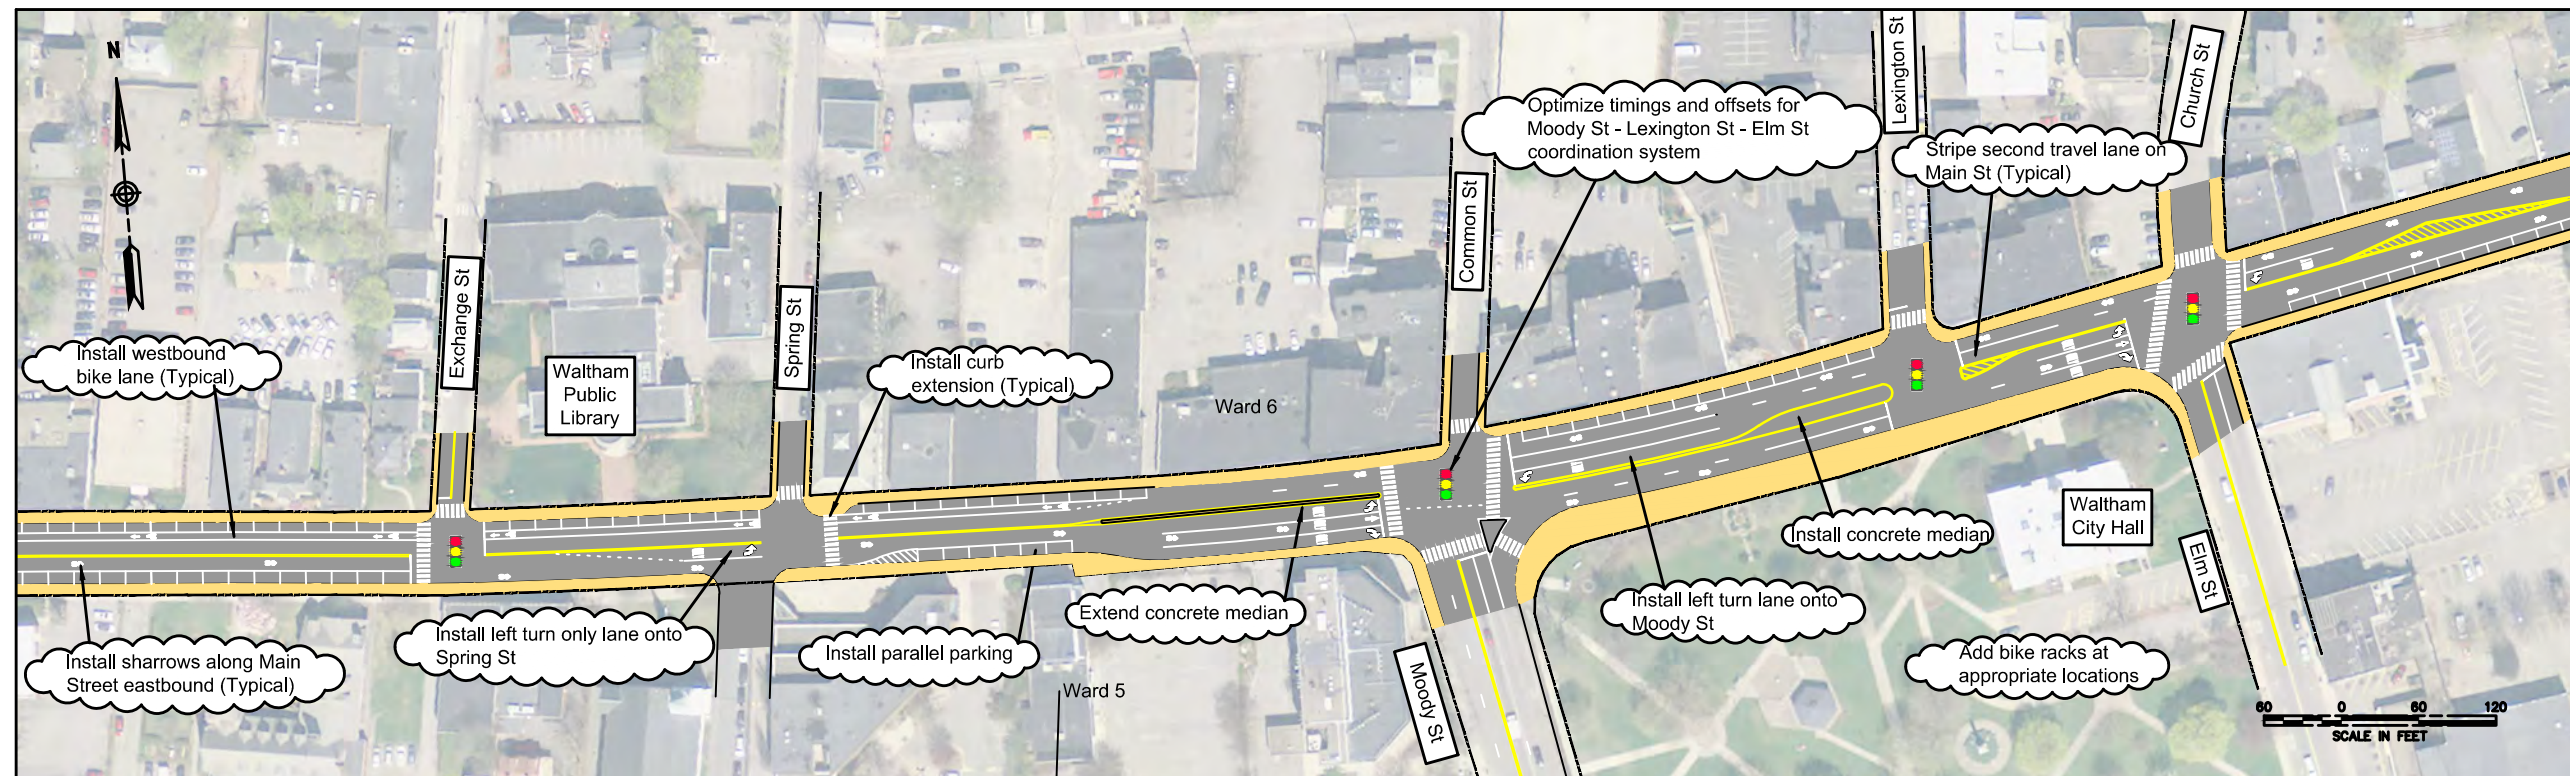 N
Lexington St
Church St
Optimize timings and offsets for
Moody St - Lexington St - Elm St
coordination system
Stripe second travel lane on
Main St (Typical)
Common St
Exchange St
Spring St
Install westbound
bike lane (Typical)
Waltham
Public
Library
Install curb
extension (Typical)
Ward 6
Waltham
City Hall
Install concrete median
Elm St
Install left turn lane onto
Moody St
Extend concrete median
Install left turn only lane onto
Spring St
Install parallel parking
Install sharrows along Main
Street eastbound (Typical)
Add bike racks at
appropriate locations
Moody St
Ward 5
60 0 60 120
SCALE IN FEET